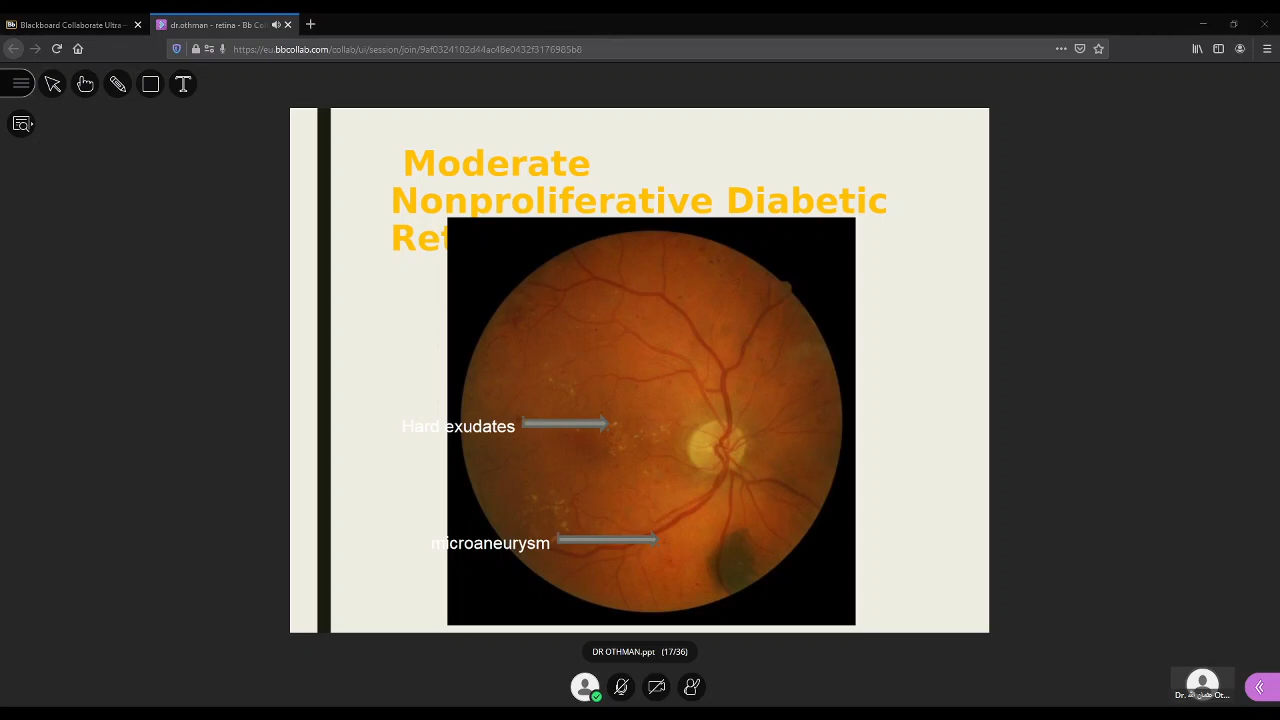 Blackboard Collaborate Ultra –
dr.othman – retina - Bb Co
https://eu.bbcollab.com/collab/ui/session/join/9af0324102d44ac48e0432f3176985b8
Moderate
Nonproliferative Diabetic
Ret
Hard exudates
microaneurysm
DR OTHMAN.ppt (17/36)